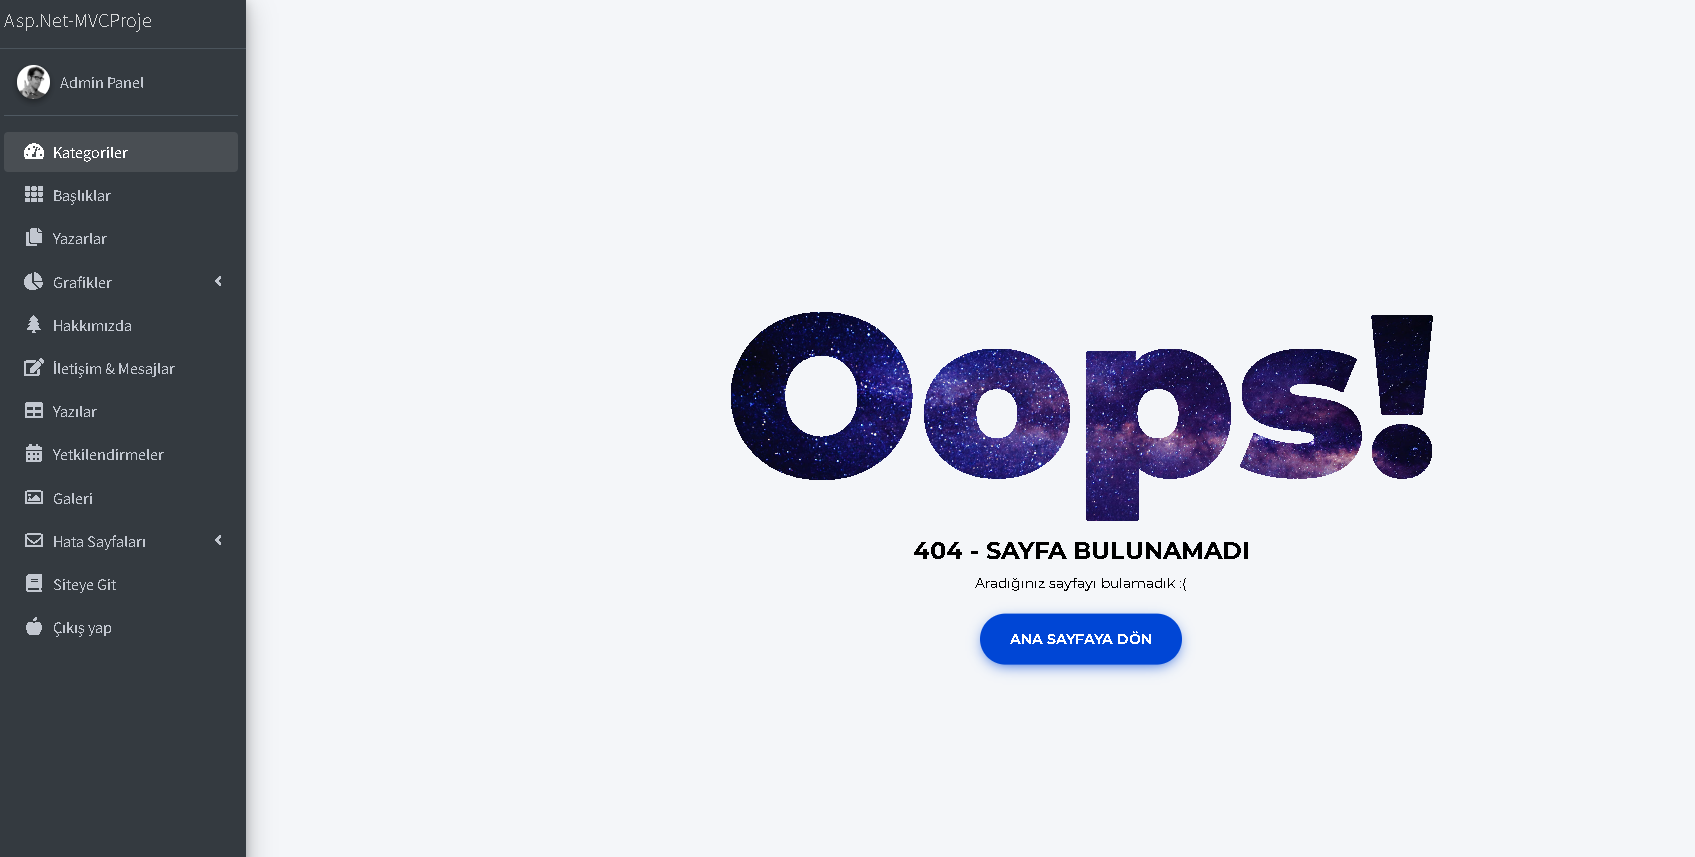 Asp.Net-MVCProje
Admin Panel
Kategoriler
Başlıklar
Yazarlar
Grafikler
Hakkımızda
İletişim & Mesajlar
Yazılar
Yetkilendirmeler
Galeri
Hata Sayfaları
Siteye Git
Çıkış yap
Oops!
404 - SAYFA BULUNAMADI
Aradığınız sayfayı bulamadık :(
ANA SAYFAYA DÖN